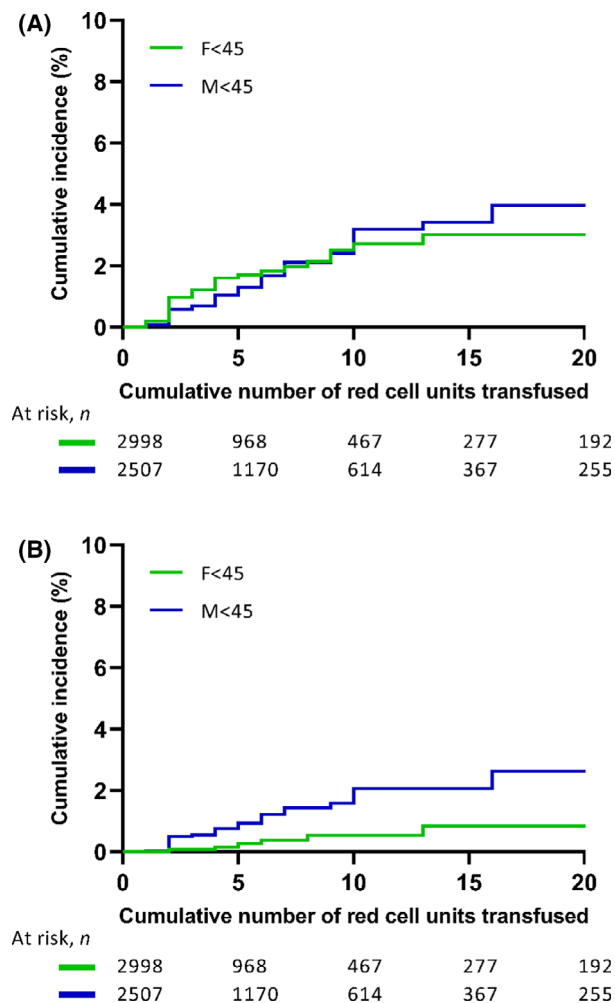 (A)
10
8
6
4
2
0
Cumulative incidence (%)
F<45
M<45
0 5 10 15 20
Cumulative number of red cell units transfused
At risk, n
2998 968 467 277 192
2507 1170 614 367 255
(B)
10
8
6
4
2
0
Cumulative incidence (%)
F<45
M<45
0 5 10 15 20
Cumulative number of red cell units transfused
At risk, n
2998 968 467 277 192
2507 1170 614 367 255